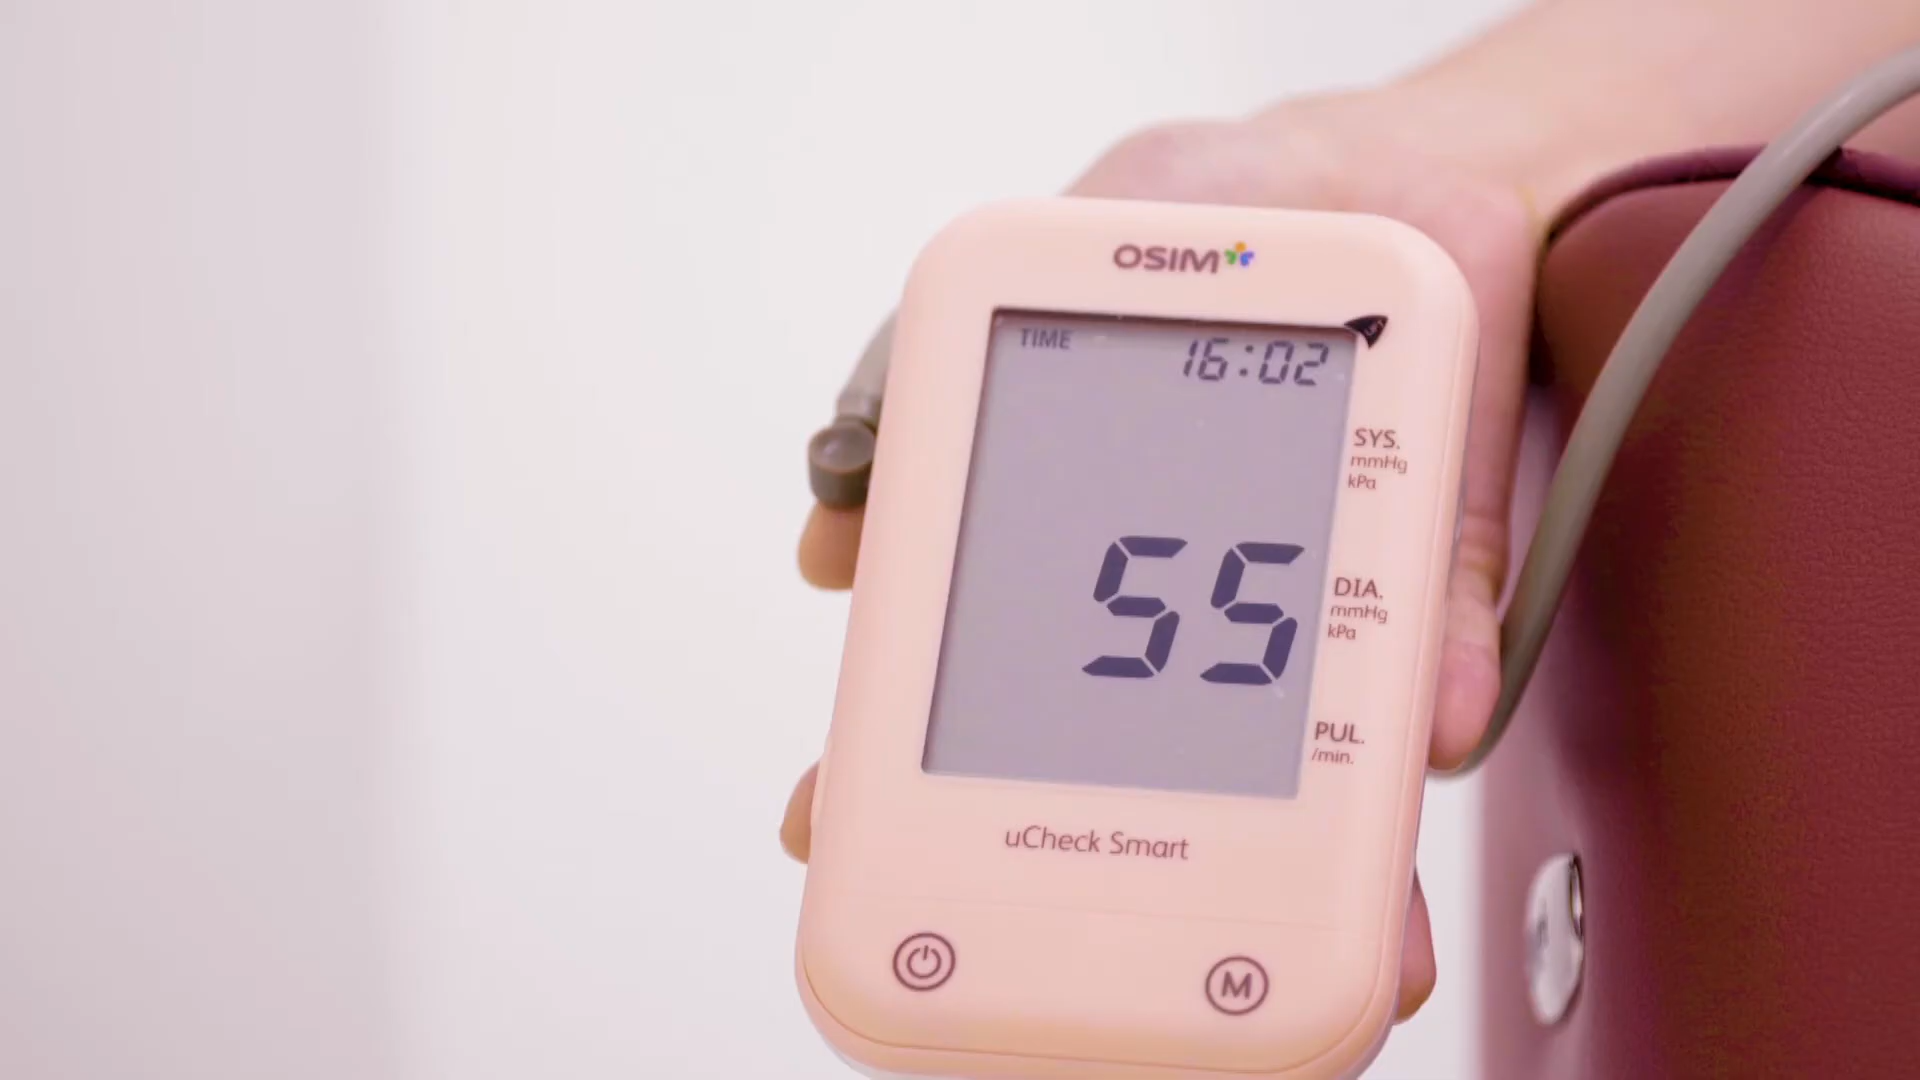 OSIM
TIME 16:02
SYS.
mmHg
kPa
55
DIA.
mmHg
kPa
PUL.
/min.
uCheck Smart
M